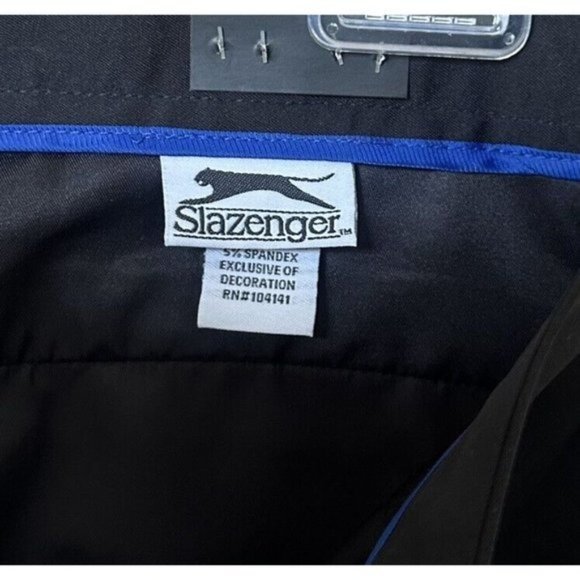 Slazenger™
5% SPANDEX
EXCLUSIVE OF
DECORATION
RN#104141